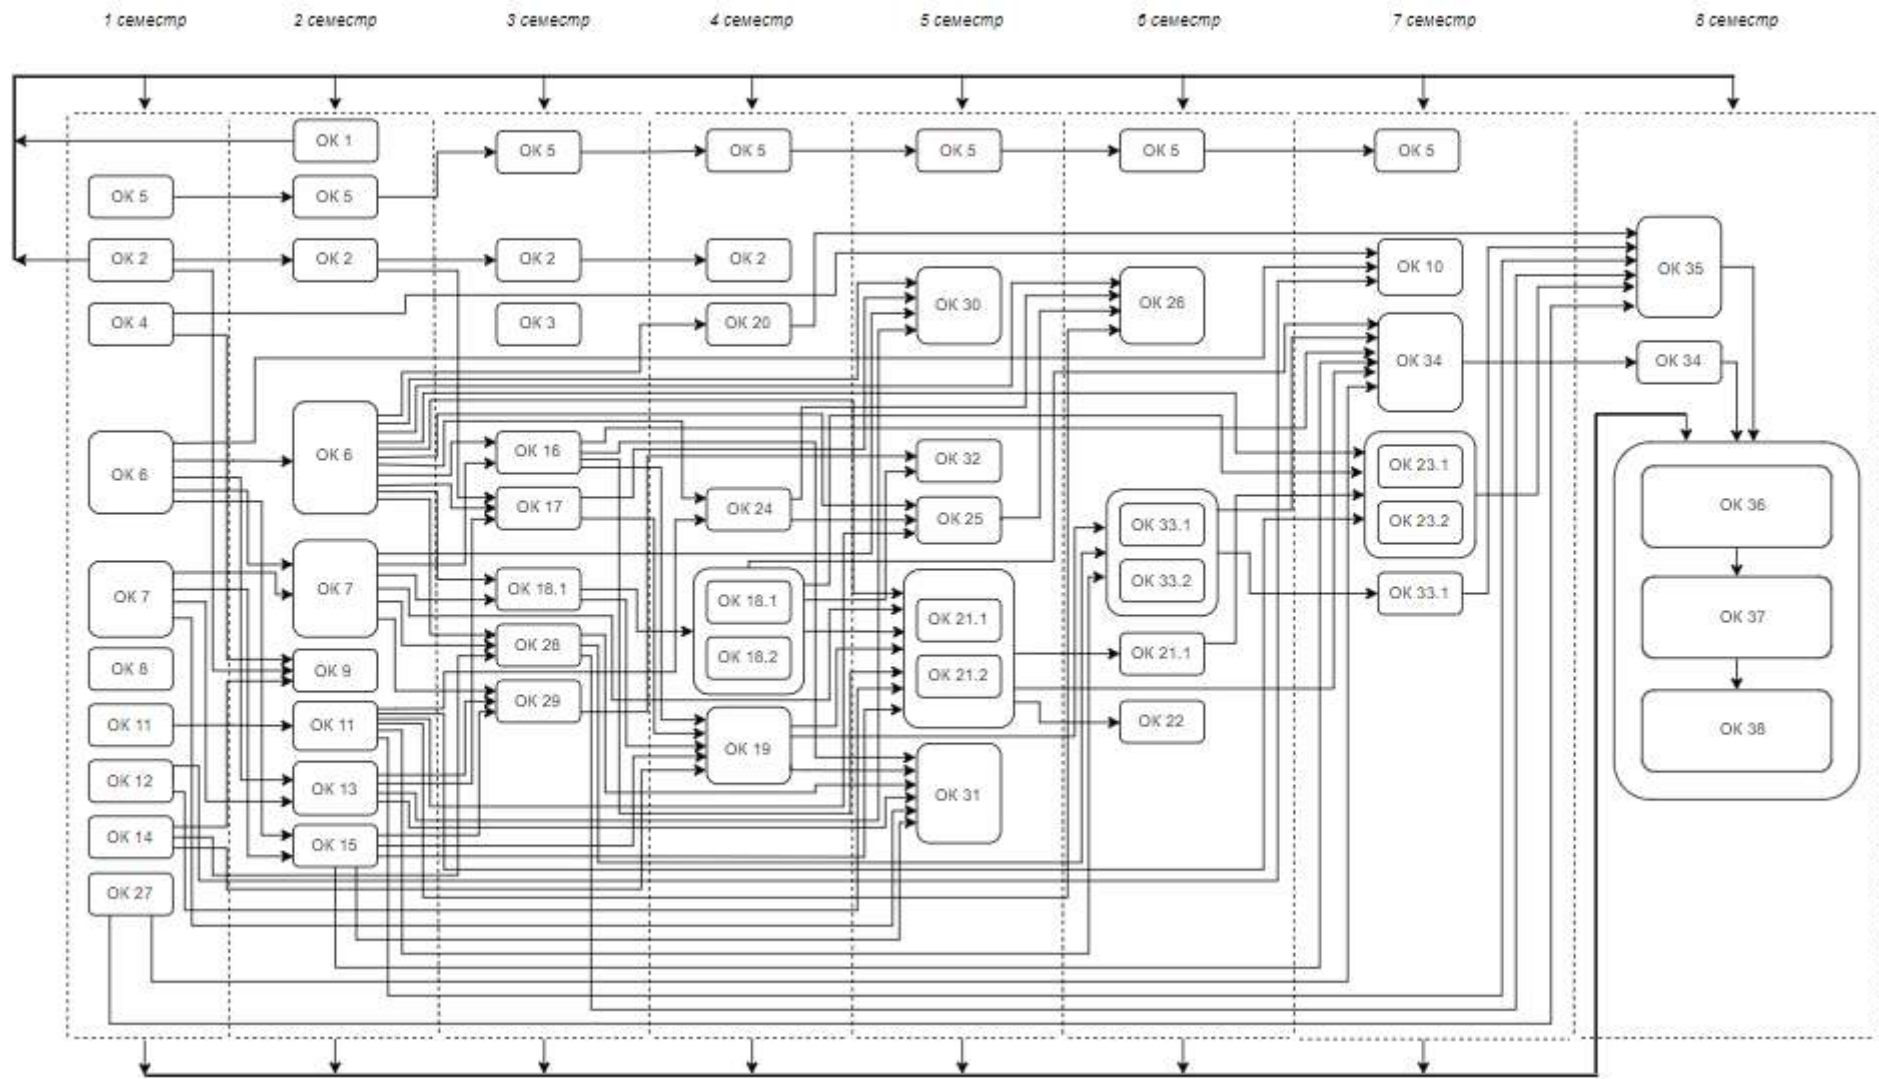 1 семестр
2 семестр
3 семестр
4 семестр
5 семестр
6 семестр
7 семестр
8 семестр
ОК 5
ОК 2
ОК 4
ОК 6
ОК 7
ОК 8
ОК 11
ОК 12
ОК 14
ОК 27
ОК 1
ОК 5
ОК 2
ОК 6
ОК 7
ОК 9
ОК 11
ОК 13
ОК 15
ОК 5
ОК 2
ОК 3
ОК 16
ОК 17
ОК 18.1
ОК 28
ОК 29
ОК 5
ОК 2
ОК 20
ОК 24
ОК 18.1
ОК 18.2
ОК 19
ОК 5
ОК 30
ОК 32
ОК 25
ОК 21.1
ОК 21.2
ОК 31
ОК 5
ОК 26
ОК 33.1
ОК 33.2
ОК 21.1
ОК 22
ОК 5
ОК 10
ОК 34
ОК 23.1
ОК 23.2
ОК 33.1
ОК 35
ОК 34
ОК 36
ОК 37
ОК 38